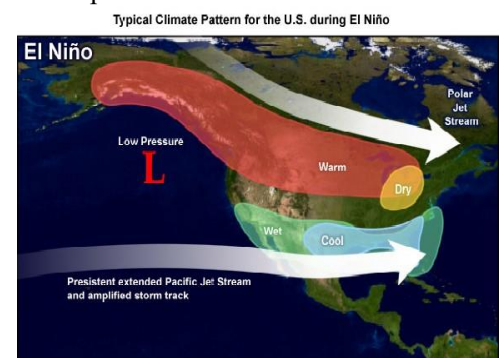 Typical Climate Pattern for the U.S. during El Niño
El Niño
Polar
Jet
Stream
Low Pressure
L
Warm
Dry
Wet
Cool
Presistent extended Pacific Jet Stream
and amplified storm track